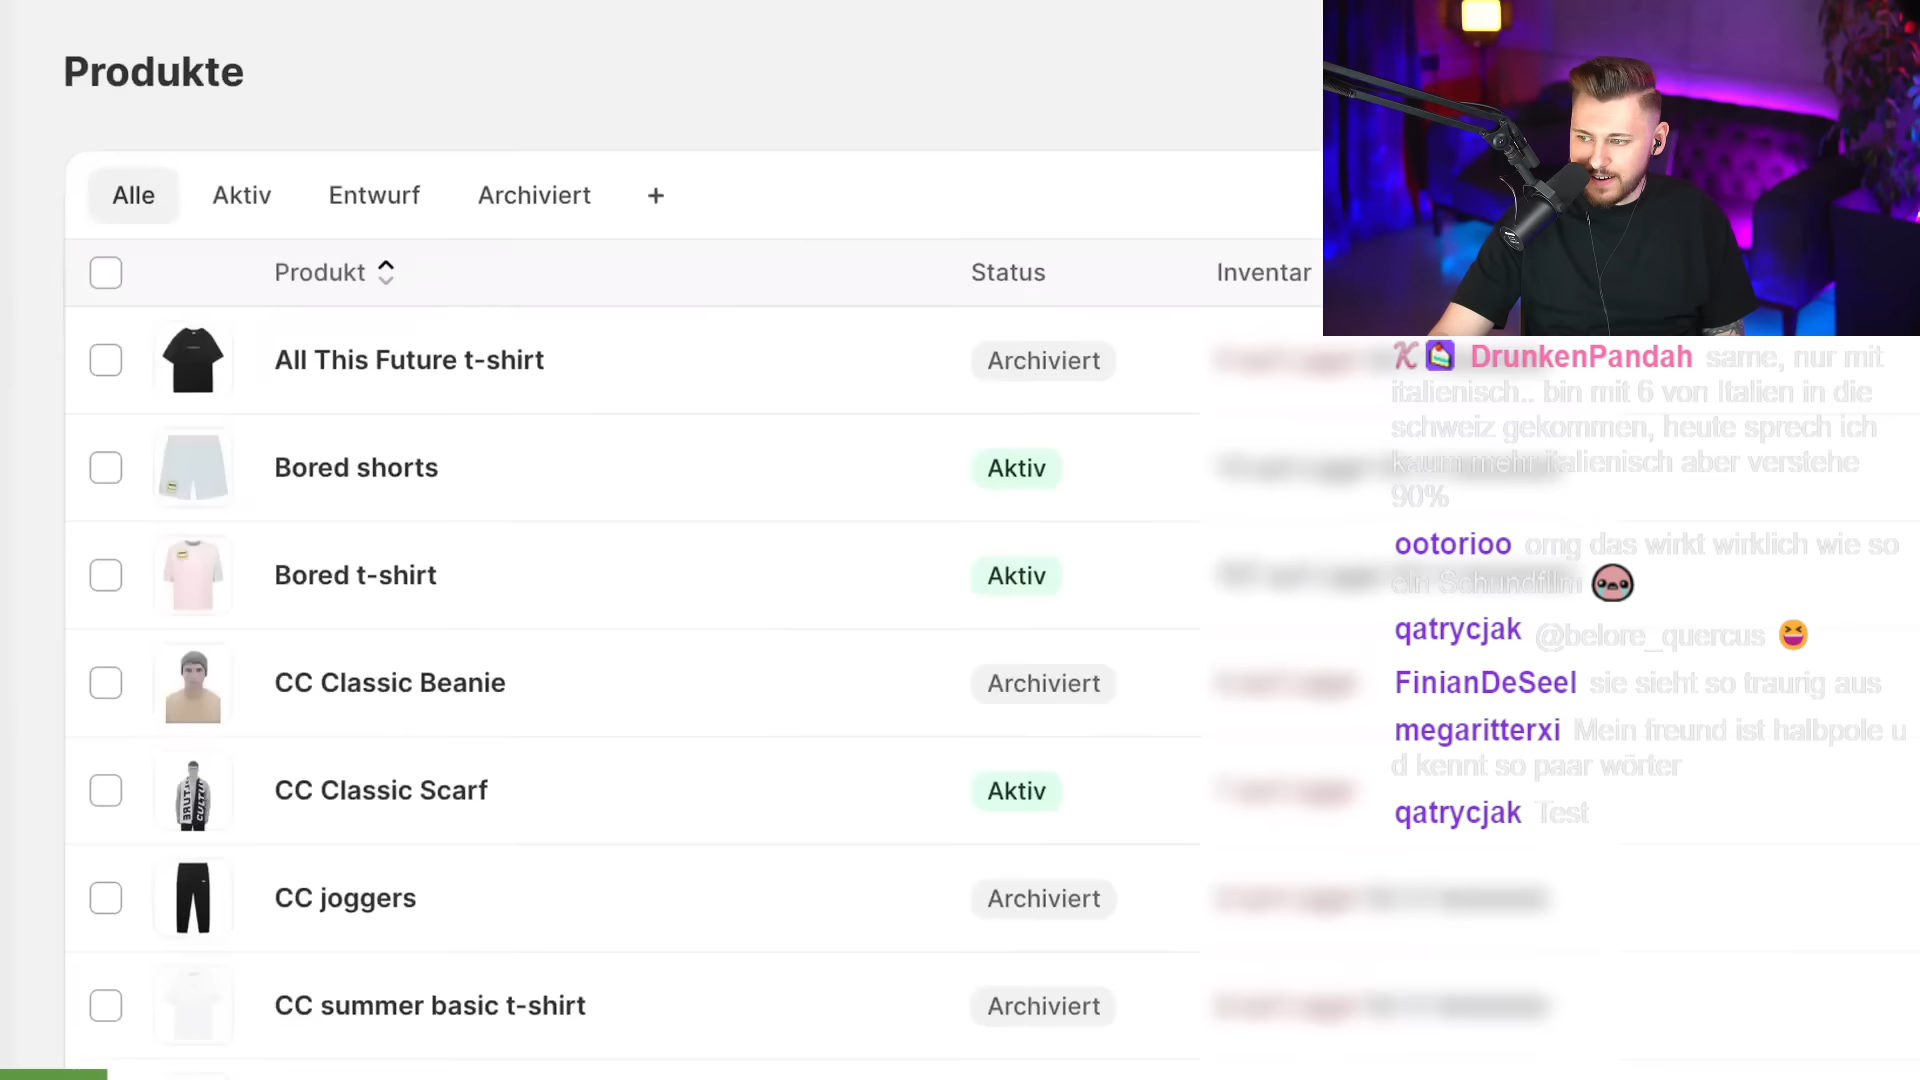 Produkte
Alle Aktiv Entwurf Archiviert +
Produkt Status Inventar
All This Future t-shirt Archiviert
Bored shorts Aktiv
Bored t-shirt Aktiv
CC Classic Beanie Archiviert
CC Classic Scarf Aktiv
CC joggers Archiviert
CC summer basic t-shirt Archiviert
DrunkenPandah same, nur mit
italienisch.. bin mit 6 von Italien in die
schweiz gekommen, heute sprech ich
kaum mehr italienisch aber verstehe
90%
ootorioo omg das wirkt wirklich wie so
ein Schundfilm
qatrycjak @belore_quercus
FinianDeSeel sie sieht so traurig aus
megaritterxi Mein freund ist halbpole u
d kennt so paar wörter
qatrycjak Test